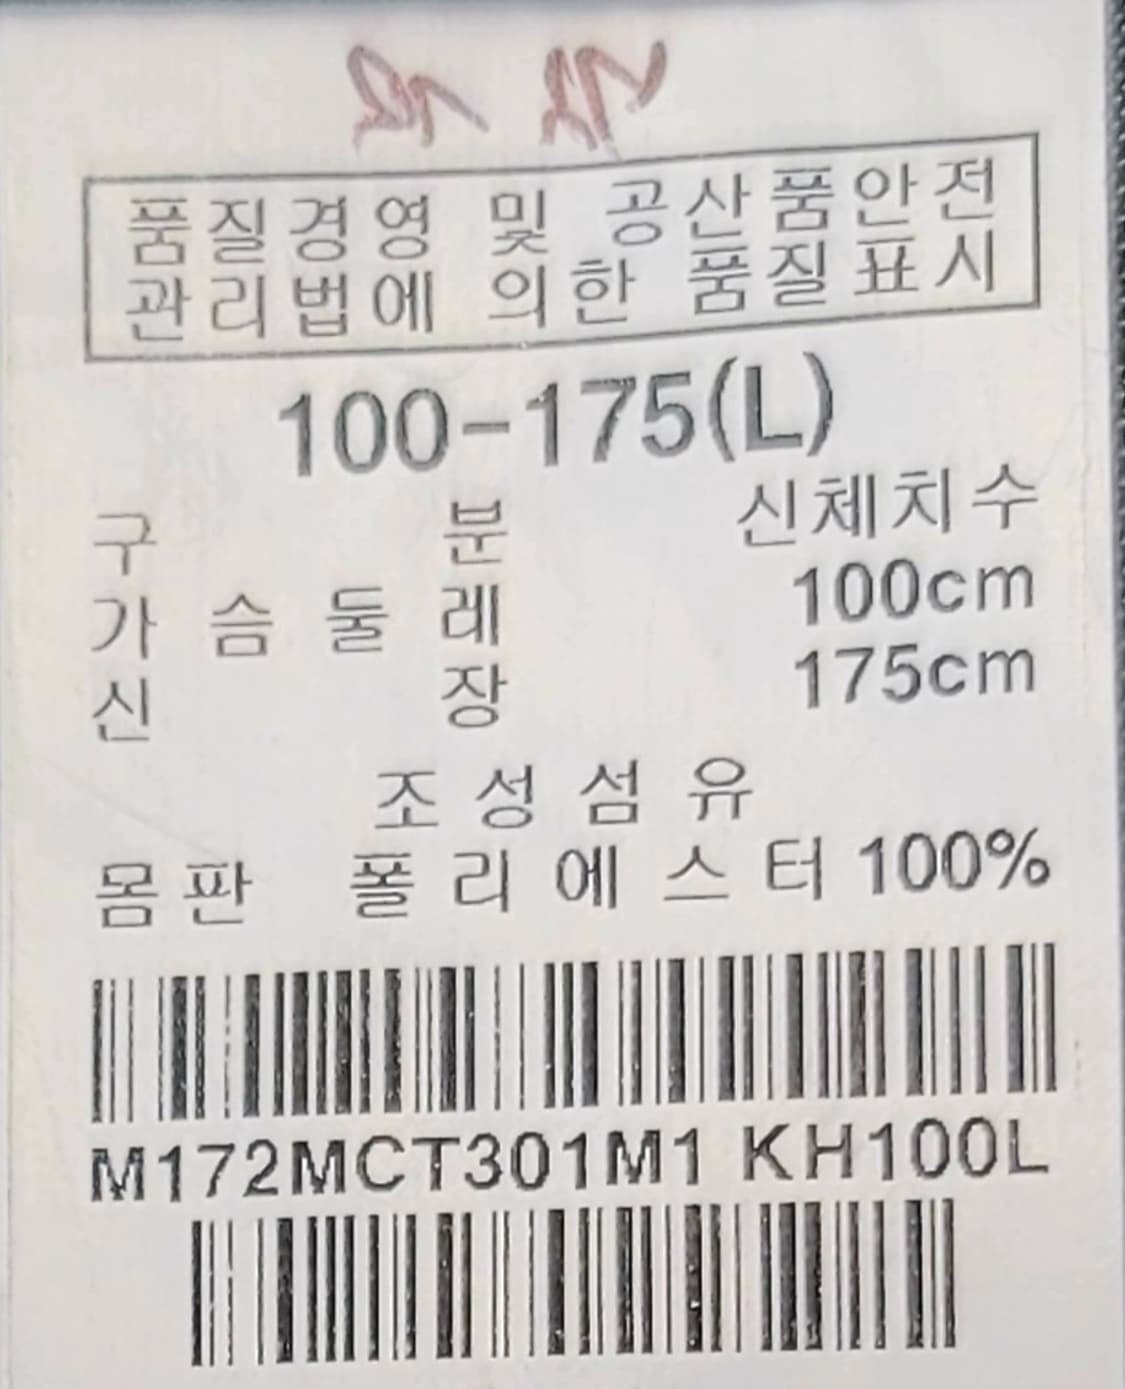 품질경영 및 공산품안전
관리법에 의한 품질표시
100-175(L)
구 분 신체치수
가슴둘레 100cm
신 장 175cm
조성섬유
몸판 폴리에스터 100%
M172MCT301M1 KH100L